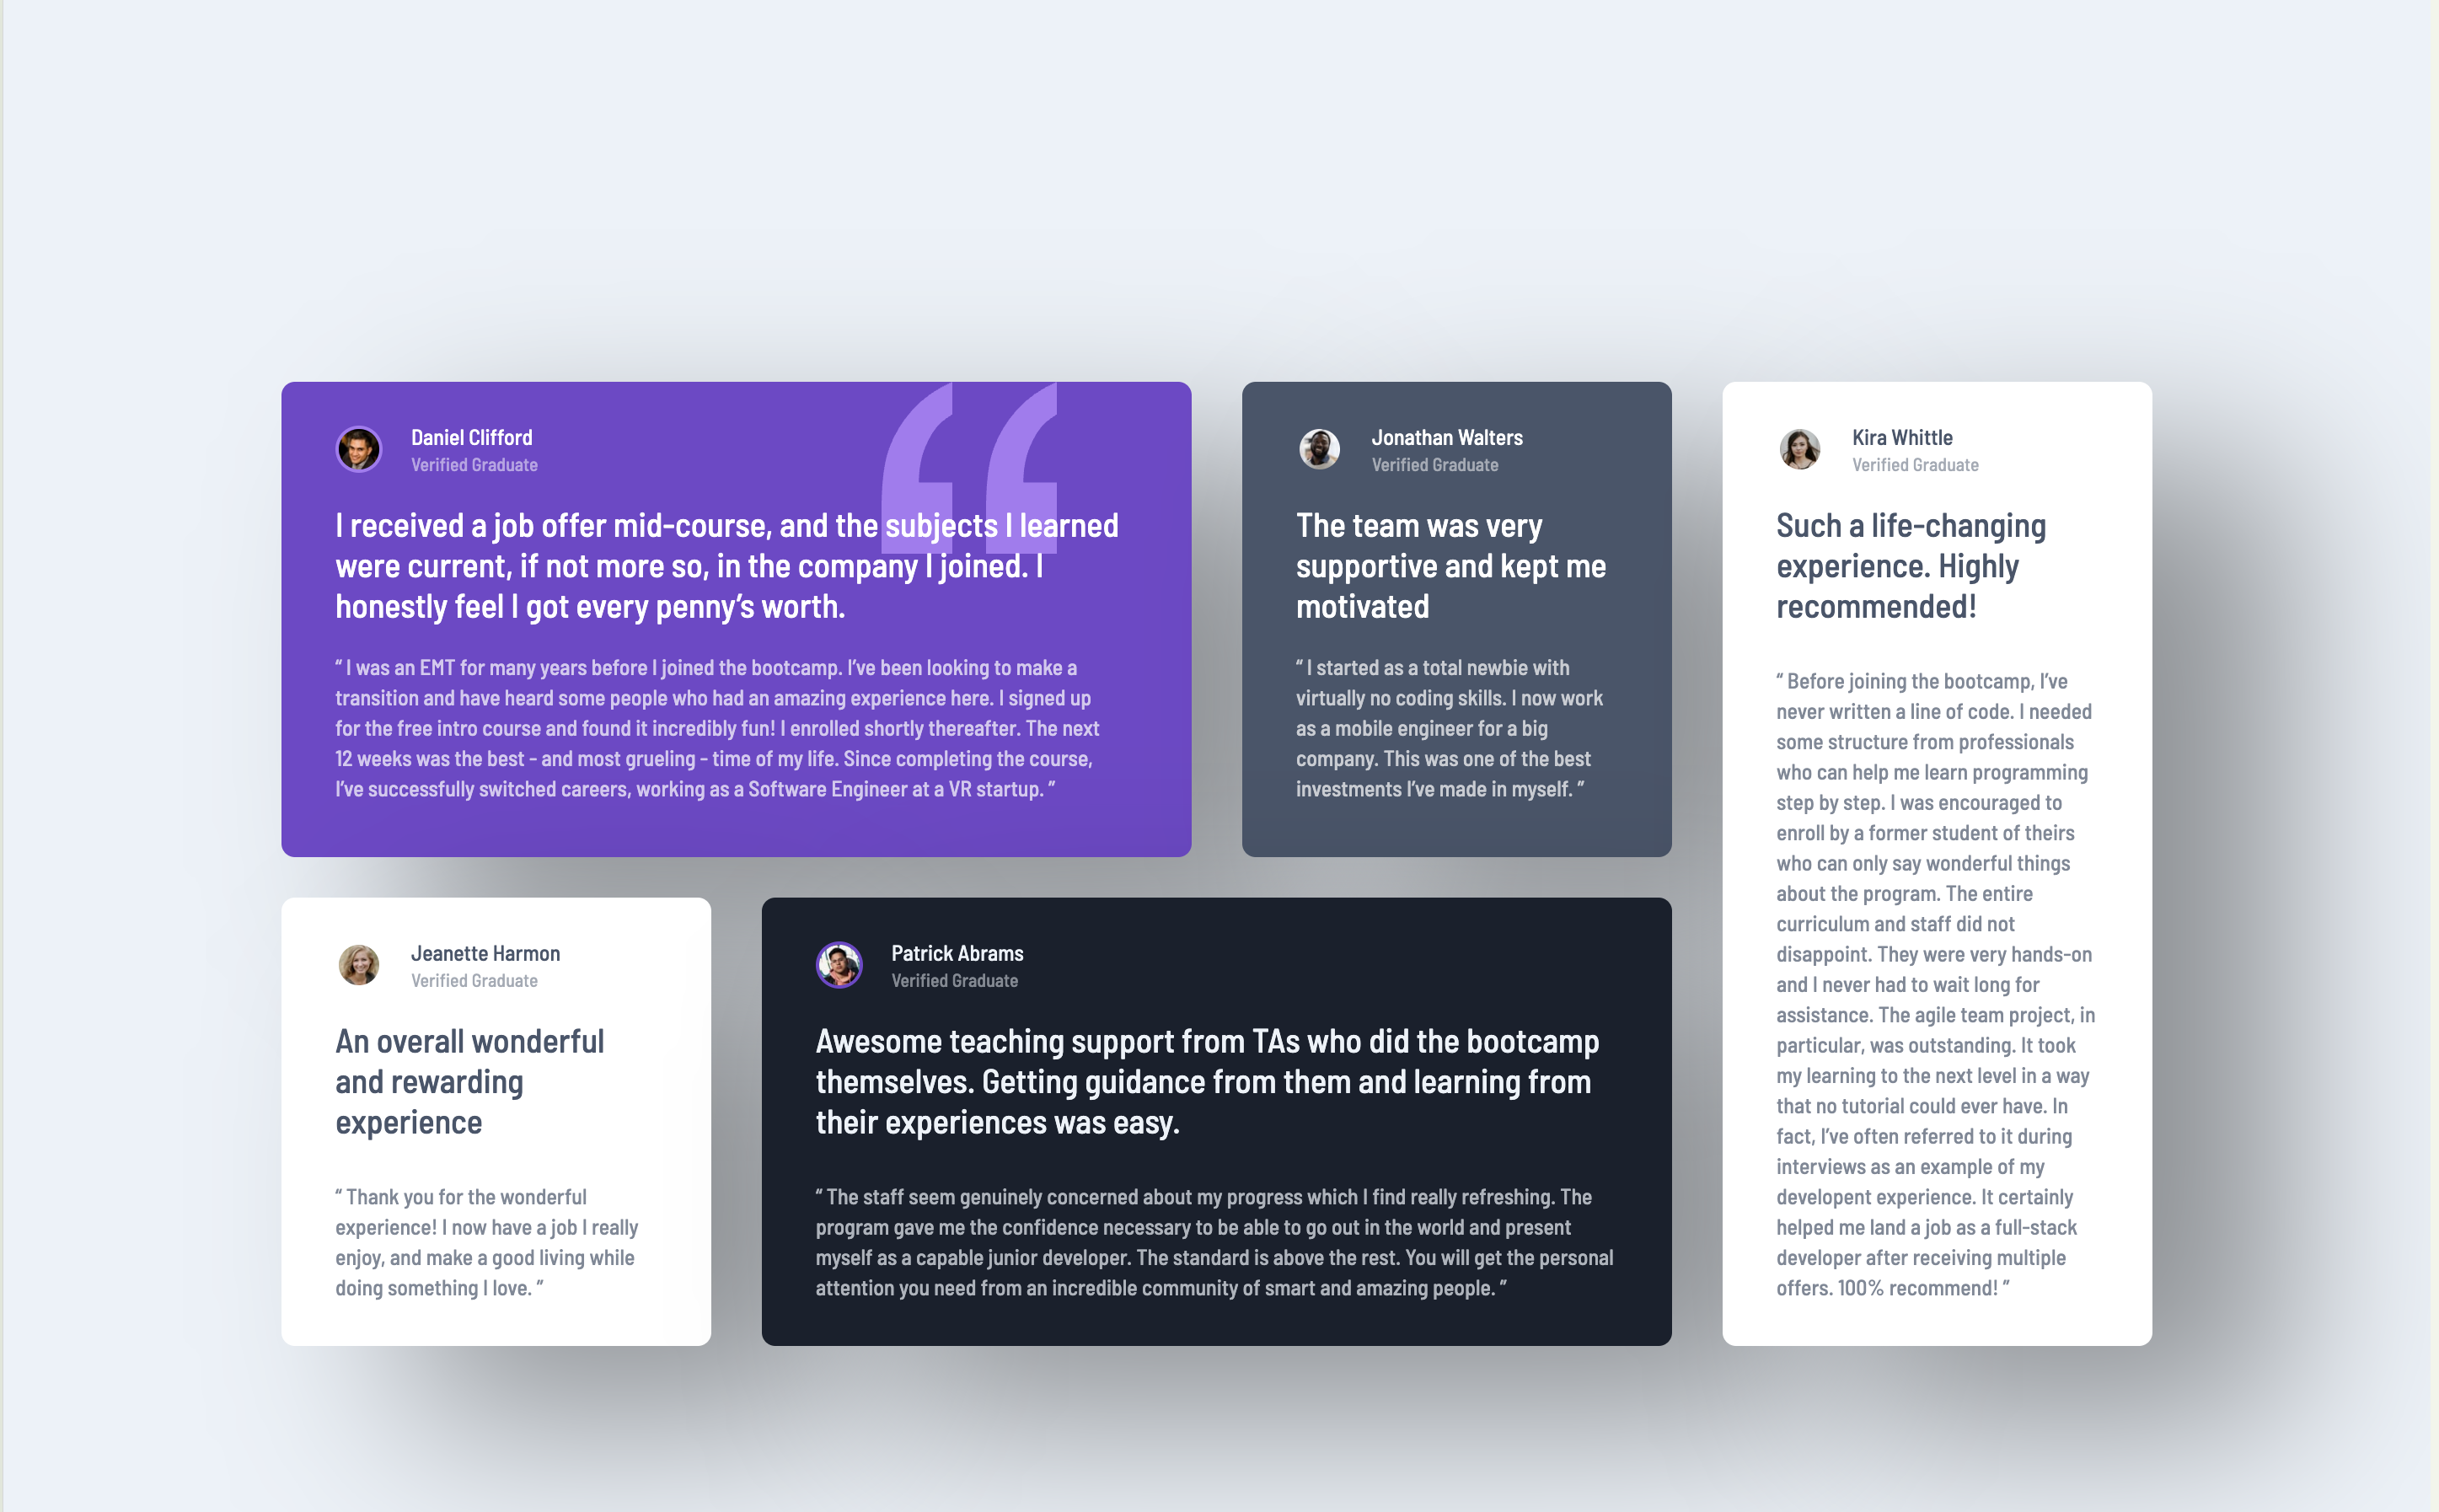 Daniel Clifford
Verified Graduate
I received a job offer mid-course, and the subjects I learned
were current, if not more so, in the company I joined. I
honestly feel I got every penny’s worth.
“ I was an EMT for many years before I joined the bootcamp. I’ve been looking to make a
transition and have heard some people who had an amazing experience here. I signed up
for the free intro course and found it incredibly fun! I enrolled shortly thereafter. The next
12 weeks was the best - and most grueling - time of my life. Since completing the course,
I’ve successfully switched careers, working as a Software Engineer at a VR startup. ”
Jonathan Walters
Verified Graduate
The team was very
supportive and kept me
motivated
“ I started as a total newbie with
virtually no coding skills. I now work
as a mobile engineer for a big
company. This was one of the best
investments I’ve made in myself. ”
Kira Whittle
Verified Graduate
Such a life-changing
experience. Highly
recommended!
“ Before joining the bootcamp, I’ve
never written a line of code. I needed
some structure from professionals
who can help me learn programming
step by step. I was encouraged to
enroll by a former student of theirs
who can only say wonderful things
about the program. The entire
curriculum and staff did not
disappoint. They were very hands-on
and I never had to wait long for
assistance. The agile team project, in
particular, was outstanding. It took
my learning to the next level in a way
that no tutorial could ever have. In
fact, I’ve often referred to it during
interviews as an example of my
developent experience. It certainly
helped me land a job as a full-stack
developer after receiving multiple
offers. 100% recommend! “
Jeanette Harmon
Verified Graduate
An overall wonderful
and rewarding
experience
“ Thank you for the wonderful
experience! I now have a job I really
enjoy, and make a good living while
doing something I love. ”
Patrick Abrams
Verified Graduate
Awesome teaching support from TAs who did the bootcamp
themselves. Getting guidance from them and learning from
their experiences was easy.
“ The staff seem genuinely concerned about my progress which I find really refreshing. The
program gave me the confidence necessary to be able to go out in the world and present
myself as a capable junior developer. The standard is above the rest. You will get the personal
attention you need from an incredible community of smart and amazing people. ”